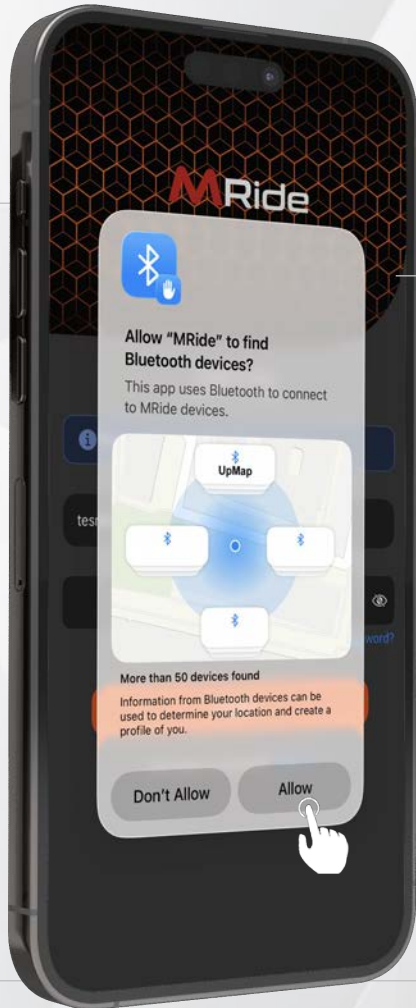 MRide
Allow “MRide” to find
Bluetooth devices?
This app uses Bluetooth to connect
to MRide devices.
UpMap
tes
word?
More than 50 devices found
Information from Bluetooth devices can be
used to determine your location and create a
profile of you.
Don't Allow
Allow